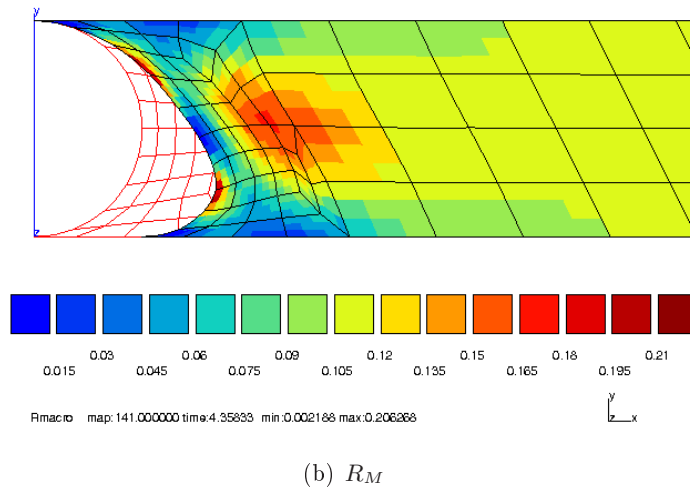 y
z
0.03 0.06 0.09 0.12 0.15 0.18 0.21
0.015 0.045 0.075 0.105 0.135 0.165 0.195
Rmacro map:141.000000 time:4.35833 min:0.002188 max:0.206268
y
z x
(b) R_M